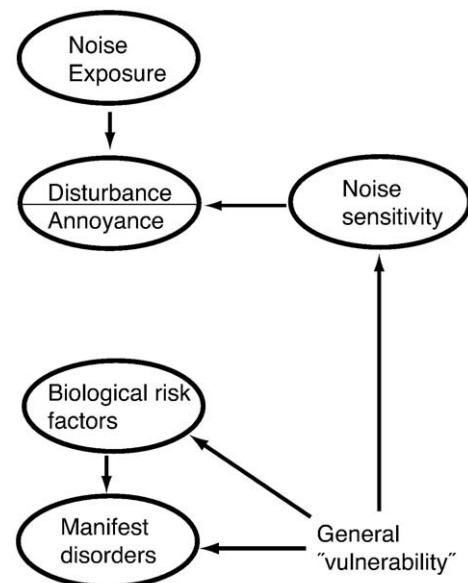 Noise
Exposure
Disturbance
Annoyance
Noise
sensitivity
Biological risk
factors
Manifest
disorders
General
"vulnerability"